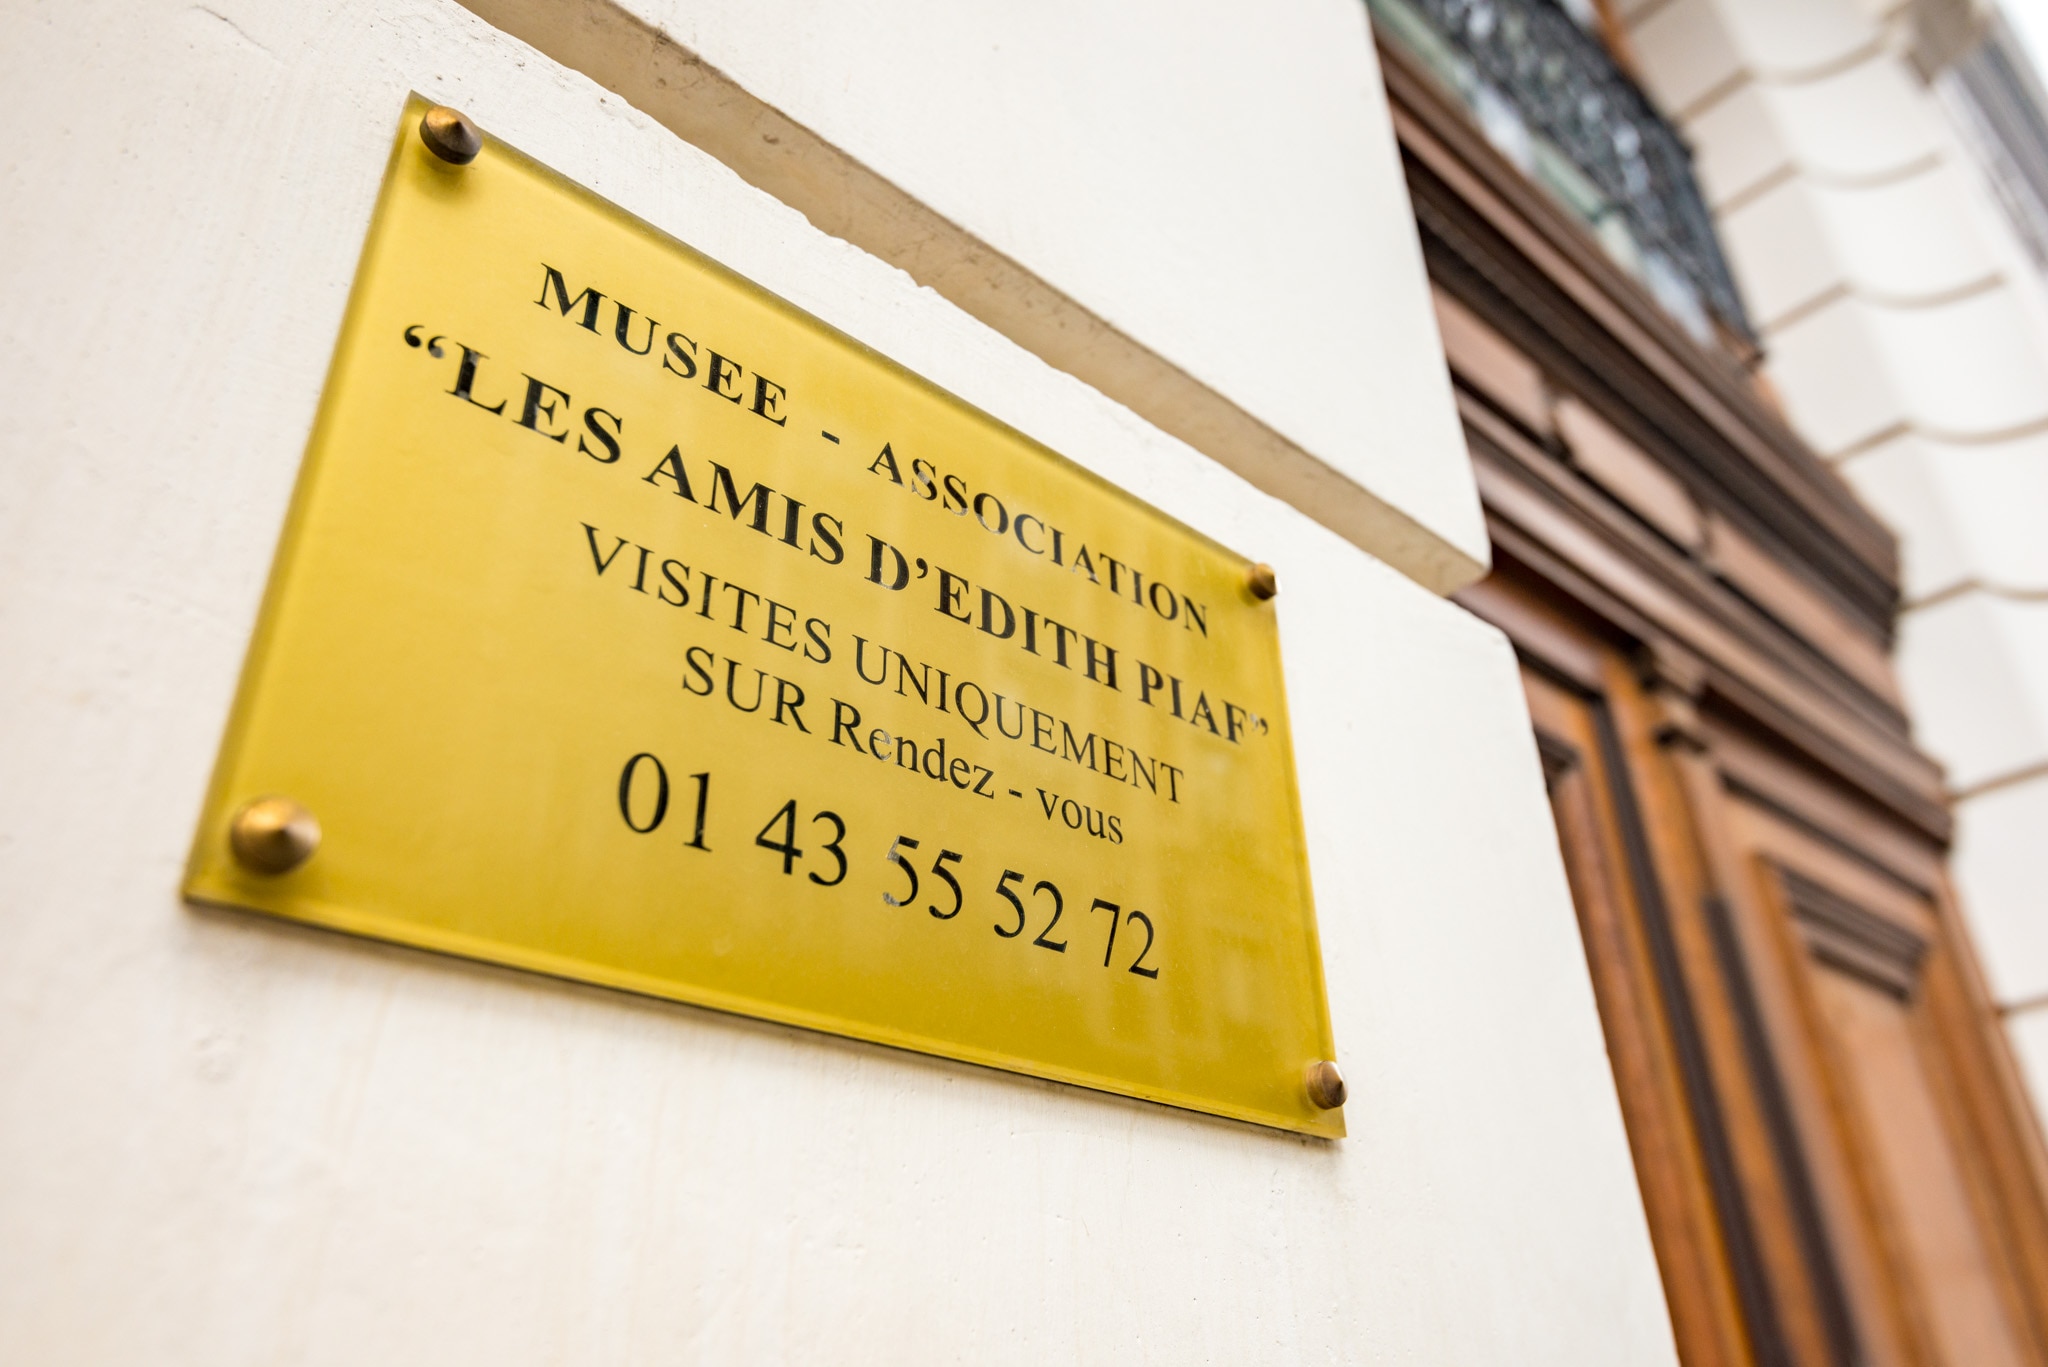 MUSEE - ASSOCIATION
“LES AMIS D’EDITH PIAF”
VISITES UNIQUEMENT
SUR Rendez - vous
01 43 55 52 72